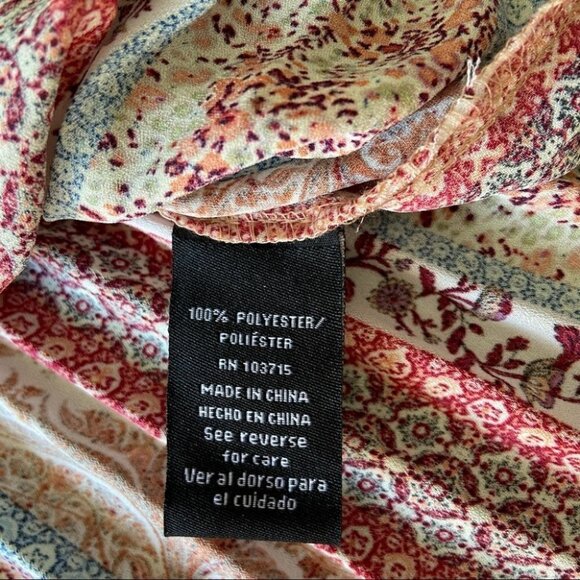 100% POLYESTER/
POLIÉSTER
RN 103715
MADE IN CHINA
HECHO EN CHINA
See reverse
for care
Ver al dorso para
el cuidado